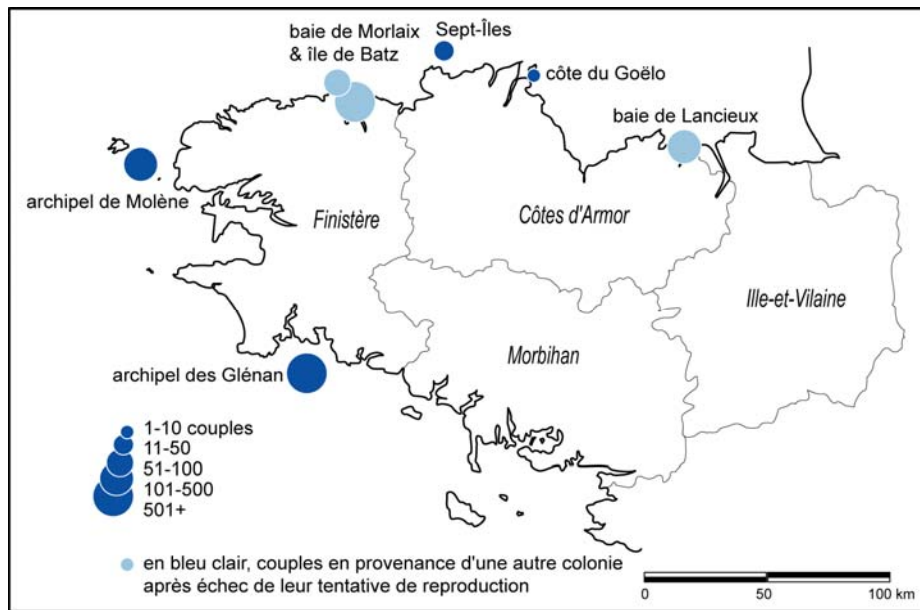 baie de Morlaix
& île de Batz
Sept-Îles
côte du Goëlo
baie de Lancieux
archipel de Molène
Finistère
Côtes d'Armor
Ille-et-Vilaine
Morbihan
archipel des Glénan
1-10 couples
11-50
51-100
101-500
501+
en bleu clair, couples en provenance d'une autre colonie
après échec de leur tentative de reproduction
0 50 100 km